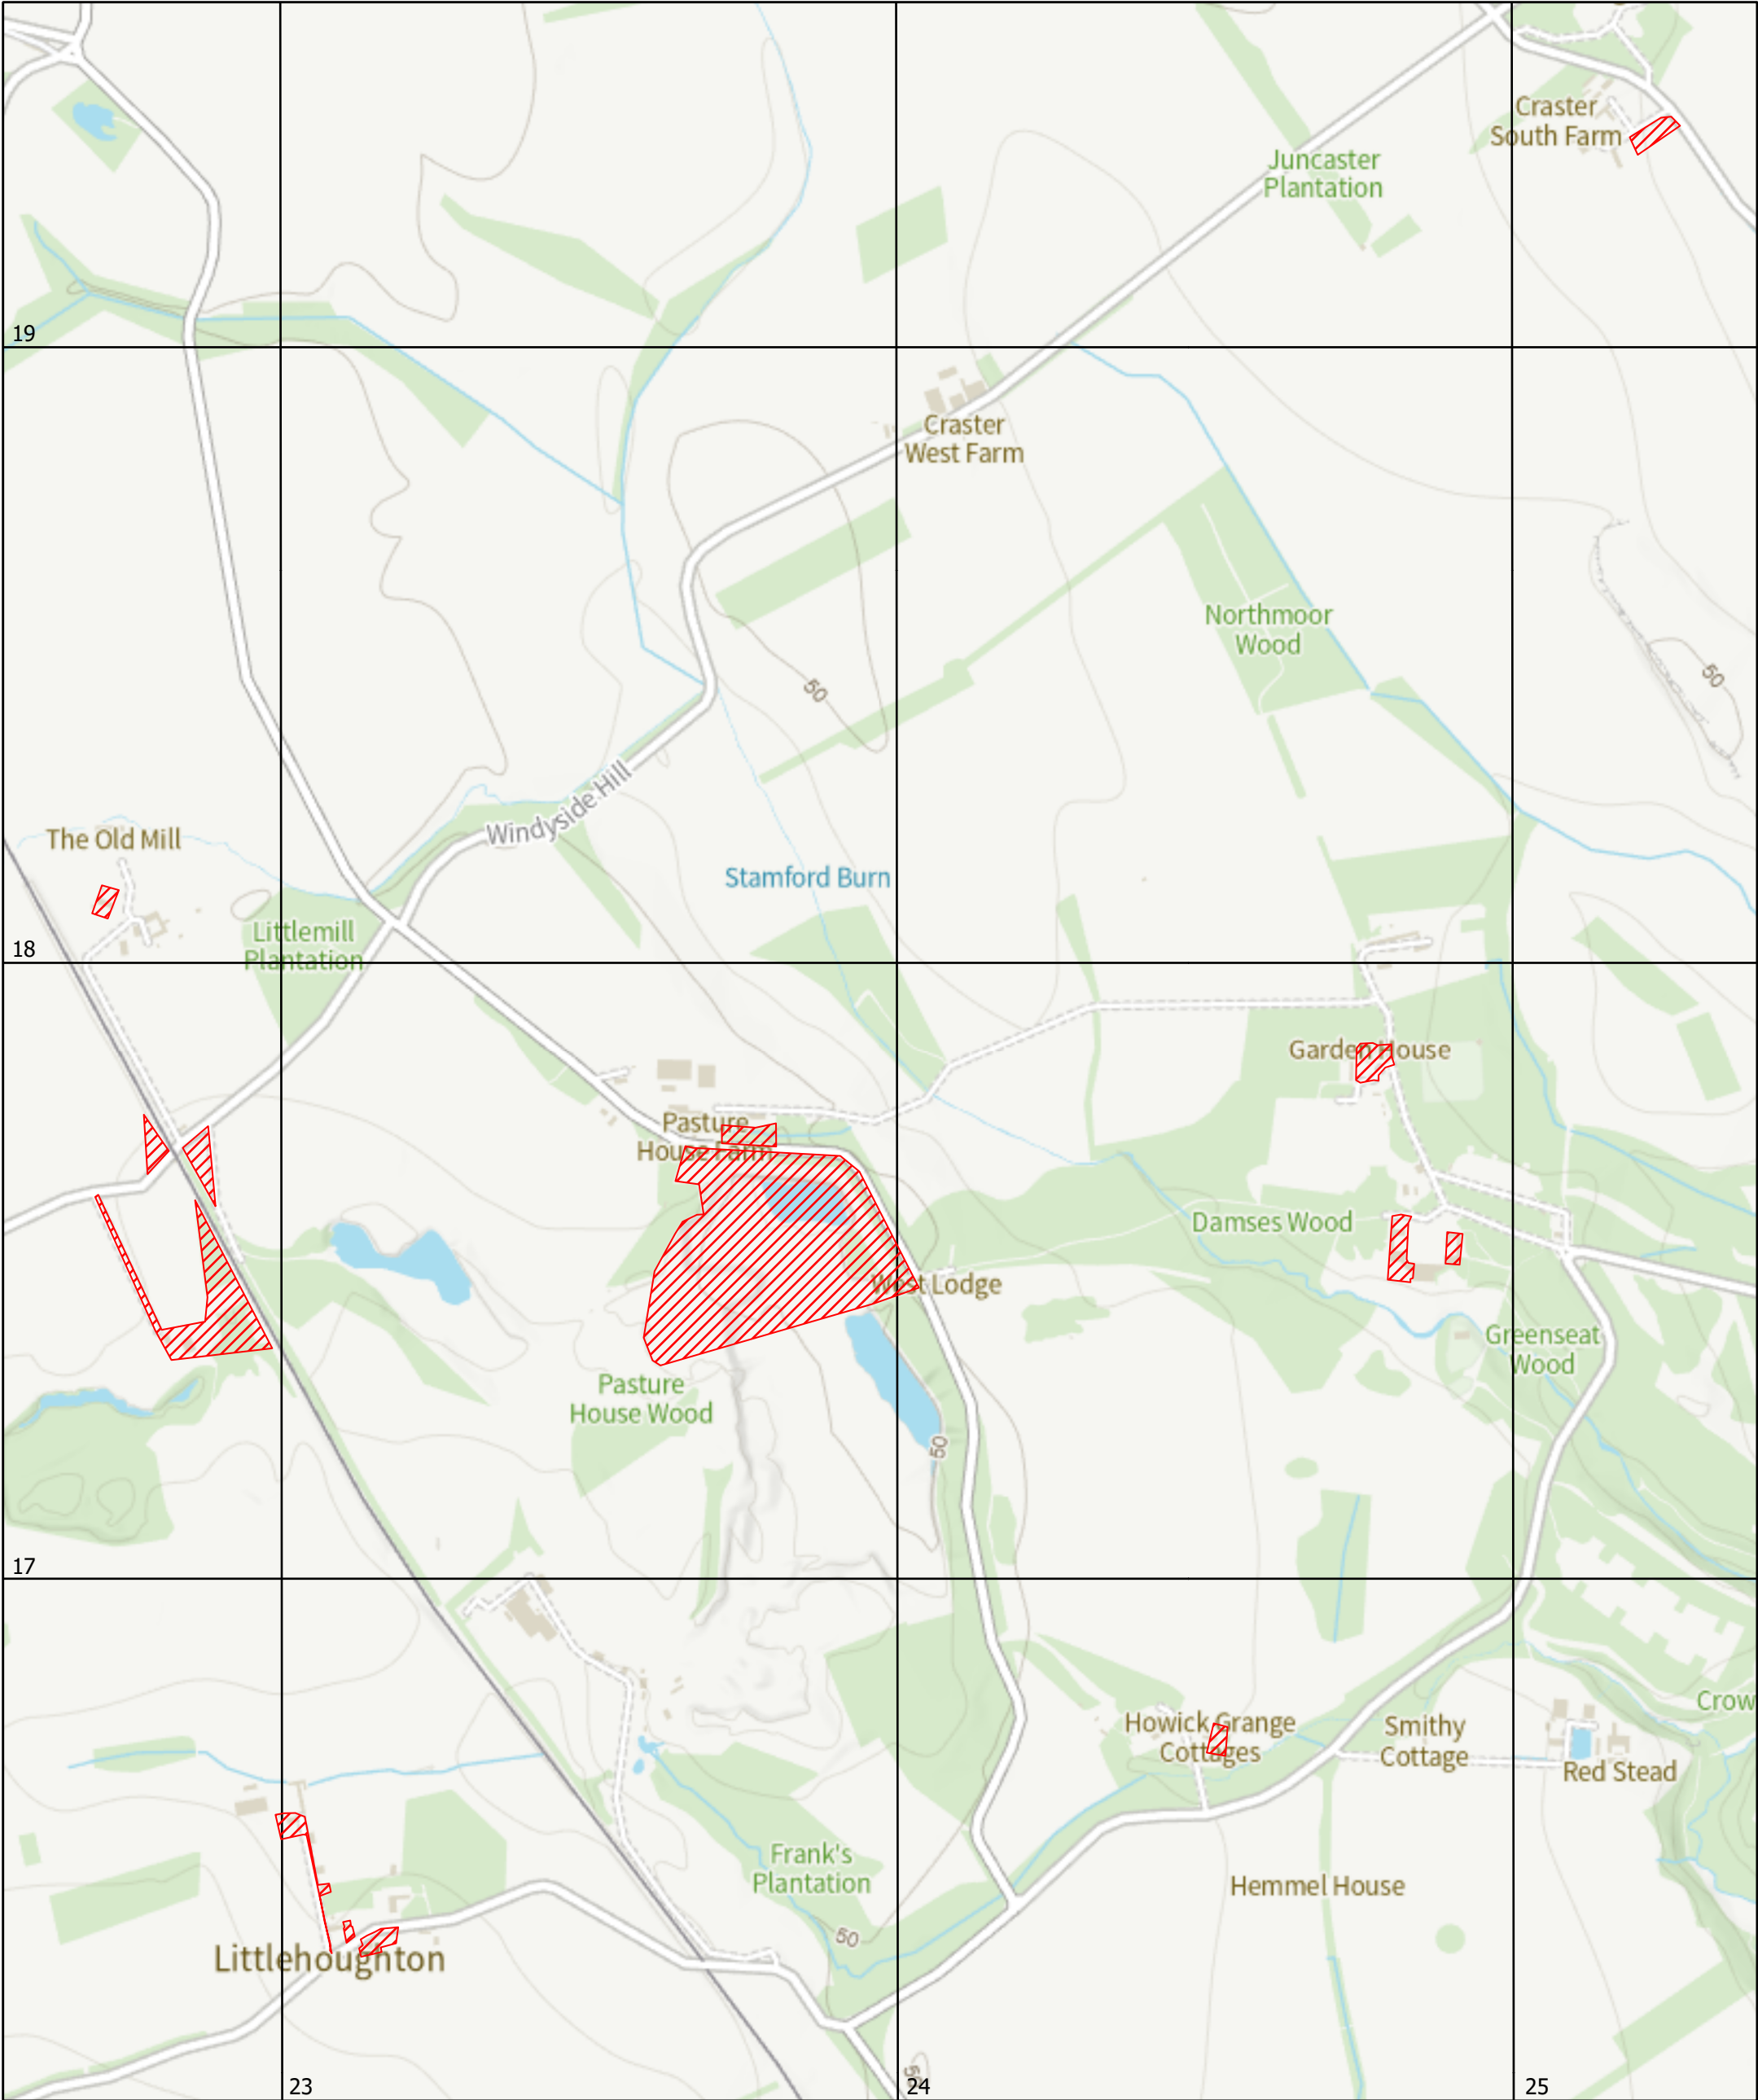 Craster
South Farm
Juncaster
Plantation
19
Craster
West Farm
Northmoor
Wood
50
50
Windyside Hill
The Old Mill
Stamford Burn
Littlemill
Plantation
18
Garden House
Pasture
House Farm
Damses Wood
West Lodge
Greenseat
Wood
Pasture
House Wood
50
17
Crow
Howick Grange
Cottages
Smithy
Cottage
Red Stead
Frank's
Plantation
Hemmel House
50
Littlehoughton
50
23
24
25